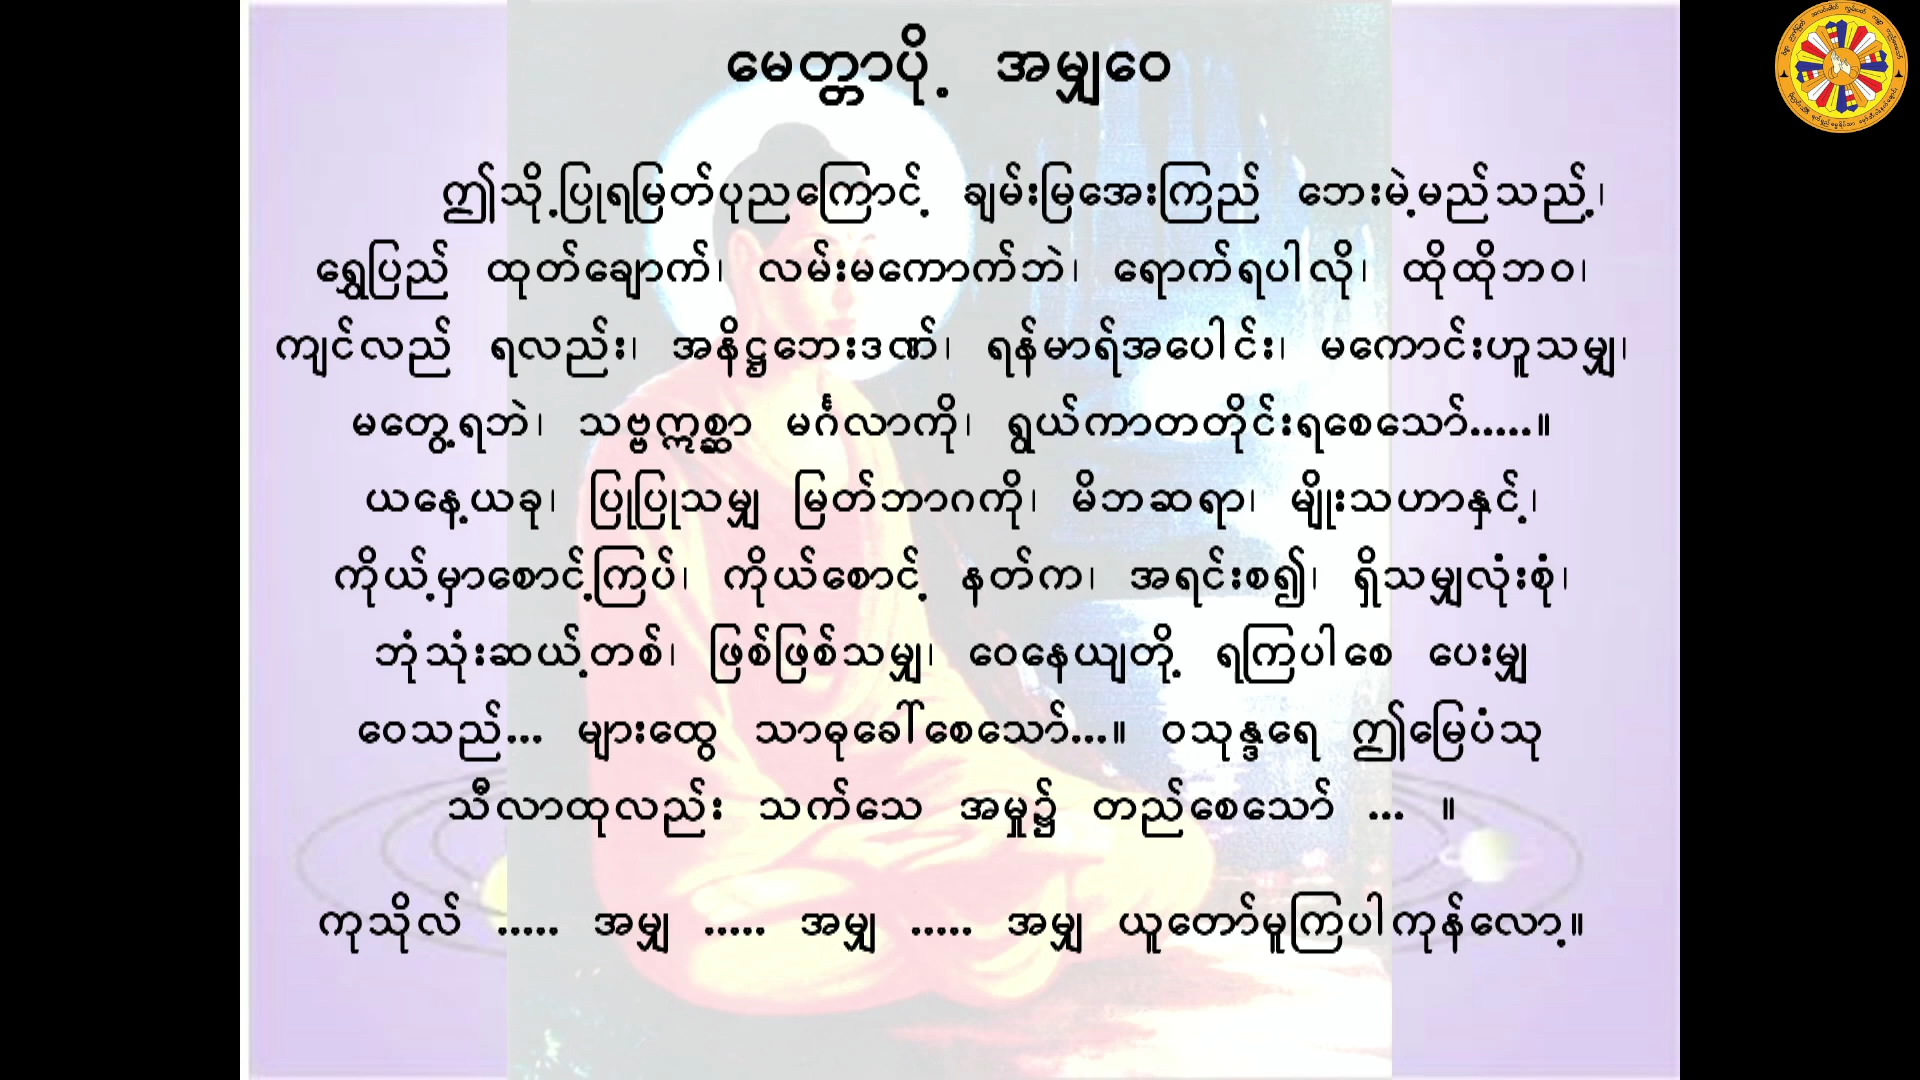 မေတ္တာပို့ အမျှဝေ
ဤသို့ပြုရမြတ်ပုညကြောင့် ချမ်းမြအေးကြည် ဘေးမဲ့မည်သည့်၊
ရွှေပြည် ထုတ်ချောက်၊ လမ်းမကောက်ဘဲ၊ ရောက်ရပါလို၊ ထိုထိုဘဝ၊
ကျင်လည် ရလည်း၊ အနိဋ္ဌဘေးဒဏ်၊ ရန်မာရ်အပေါင်း၊ မကောင်းဟူသမျှ၊
မတွေ့ရဘဲ၊ သဗ္ဗဣစ္ဆာ မင်္ဂလာကို၊ ရွယ်ကာတတိုင်းရစေသော်.....။
ယနေ့ယခု၊ ပြုပြုသမျှ မြတ်ဘာဂကို၊ မိဘဆရာ၊ မျိုးသဟာနှင့်၊
ကိုယ့်မှာစောင့်ကြပ်၊ ကိုယ်စောင့် နတ်က၊ အရင်းစ၍၊ ရှိသမျှလုံးစုံ၊
ဘုံသုံးဆယ့်တစ်၊ ဖြစ်ဖြစ်သမျှ၊ ဝေနေယျတို့ ရကြပါစေ ပေးမျှ
ဝေသည်... များထွေ သာဓုခေါ်စေသော်...။ ဝသုန္ဒရေ ဤမြေပံသု
သီလာထုလည်း သက်သေ အမှု၌ တည်စေသော် ... ။
ကုသိုလ် ..... အမျှ ..... အမျှ ..... အမျှ ယူတော်မူကြပါကုန်လော့။